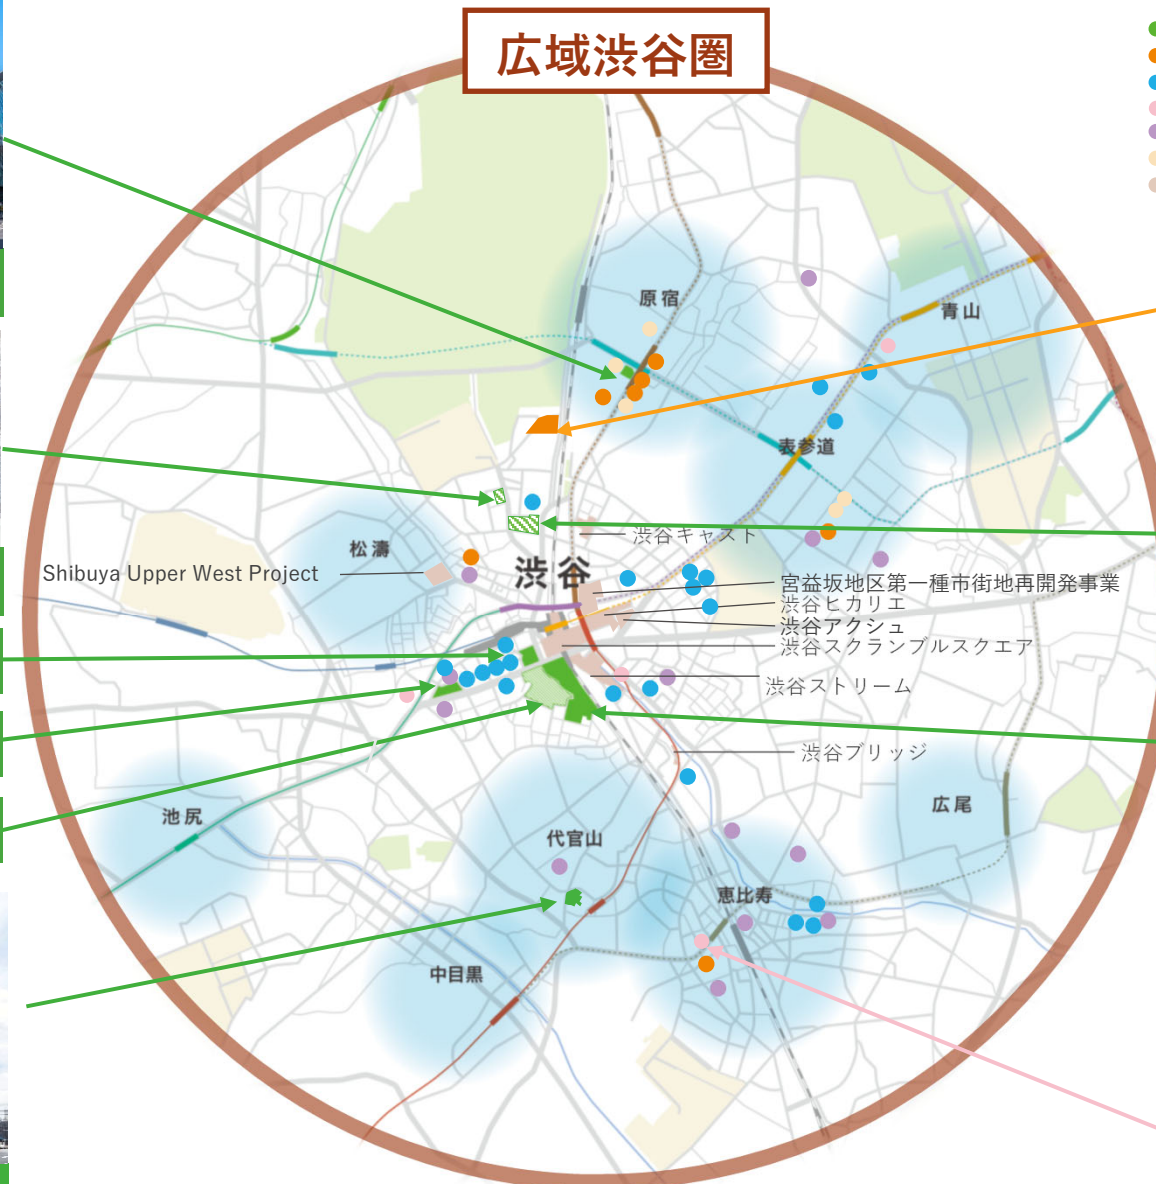 広域渋谷圏
原宿
青山
表参道
渋谷キャスト
松濤
渋谷
Shibuya Upper West Project
宮益坂地区第一種市街地再開発事業
渋谷ヒカリエ
渋谷アクシュ
渋谷スクランブルスクエア
渋谷ストリーム
渋谷ブリッジ
池尻
代官山
広尾
恵比寿
中目黒